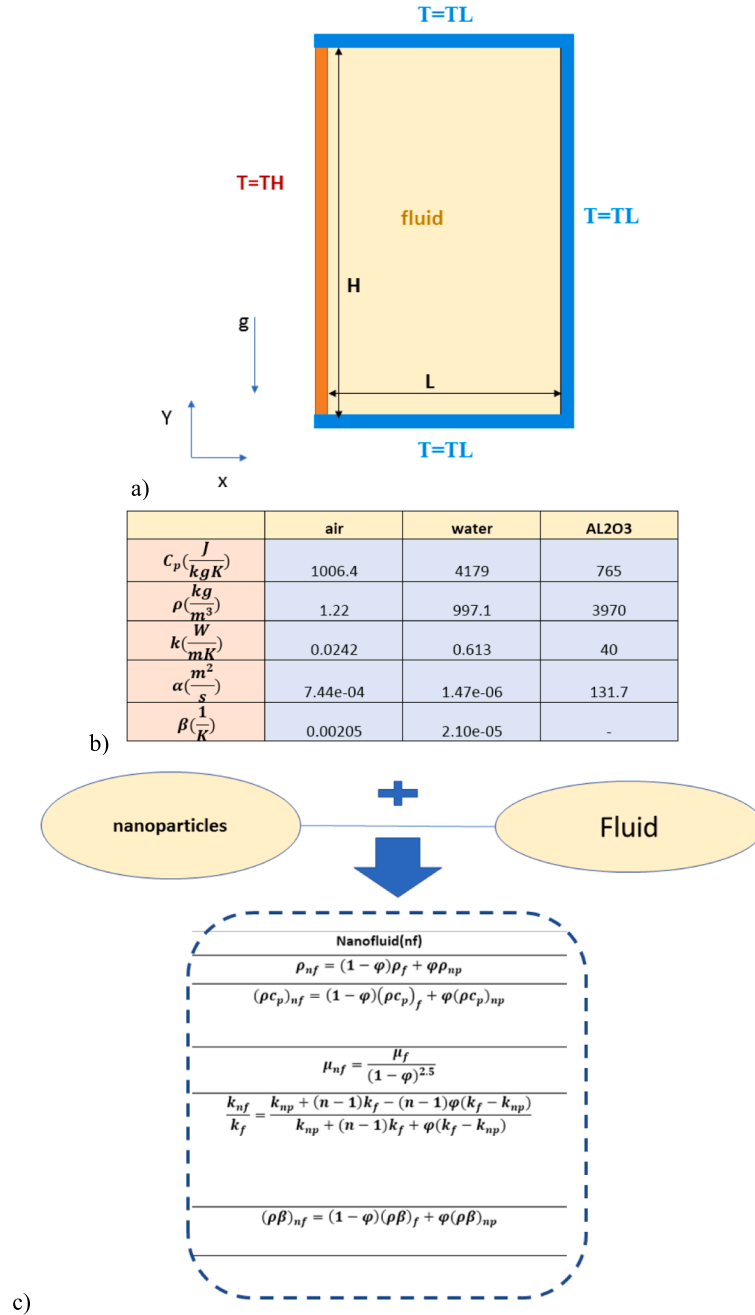 T=TL
T=TH
fluid
T=TL
H
g
L
Y
x
T=TL
a)
air water AL2O3
C_p(J/kgK) 1006.4 4179 765
ρ(kg/m³) 1.22 997.1 3970
k(W/mK) 0.0242 0.613 40
α(m²/s) 7.44e-04 1.47e-06 131.7
β(1/K) 0.00205 2.10e-05 -
b)
+
nanoparticles Fluid
Nanofluid(nf)
ρ_nf = (1 − φ)ρ_f + φρ_np
(ρc_p)_nf = (1 − φ)(ρc_p)_f + φ(ρc_p)_np
μ_nf = μ_f / (1 − φ)^2.5
k_nf/k_f = (k_np + (n − 1)k_f − (n − 1)φ(k_f − k_np)) / (k_np + (n − 1)k_f + φ(k_f − k_np))
(ρβ)_nf = (1 − φ)(ρβ)_f + φ(ρβ)_np
c)